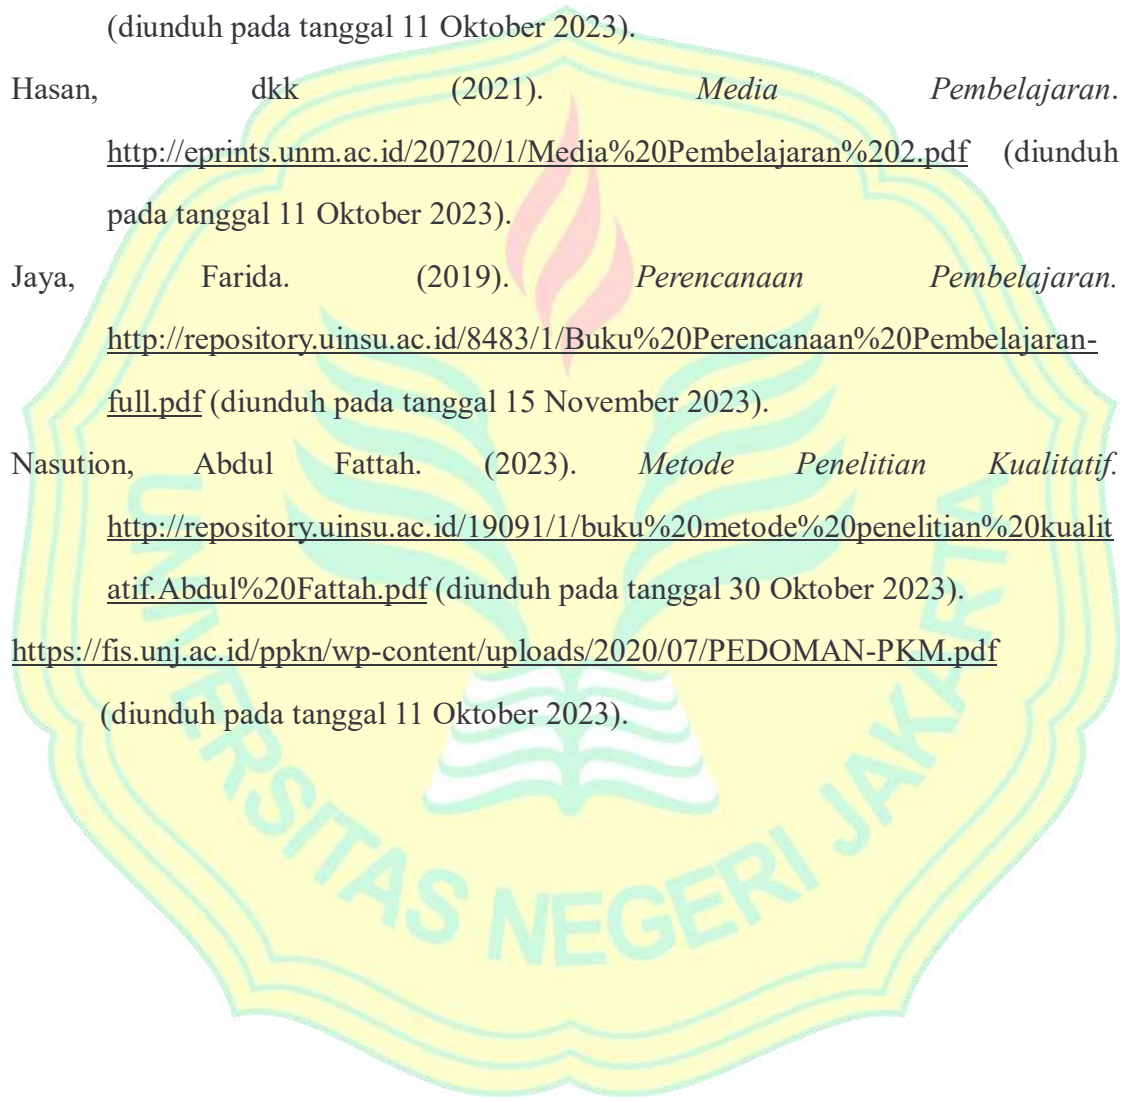 (diunduh pada tanggal 11 Oktober 2023).
Hasan, dkk (2021). Media Pembelajaran.
http://eprints.unm.ac.id/20720/1/Media%20Pembelajaran%202.pdf (diunduh
pada tanggal 11 Oktober 2023).
Jaya, Farida. (2019). Perencanaan Pembelajaran.
http://repository.uinsu.ac.id/8483/1/Buku%20Perencanaan%20Pembelajaran-
full.pdf (diunduh pada tanggal 15 November 2023).
Nasution, Abdul Fattah. (2023). Metode Penelitian Kualitatif.
http://repository.uinsu.ac.id/19091/1/buku%20metode%20penelitian%20kualit
atif.Abdul%20Fattah.pdf (diunduh pada tanggal 30 Oktober 2023).
https://fis.unj.ac.id/ppkn/wp-content/uploads/2020/07/PEDOMAN-PKM.pdf
(diunduh pada tanggal 11 Oktober 2023).
UNIVERSITAS NEGERI JAKARTA